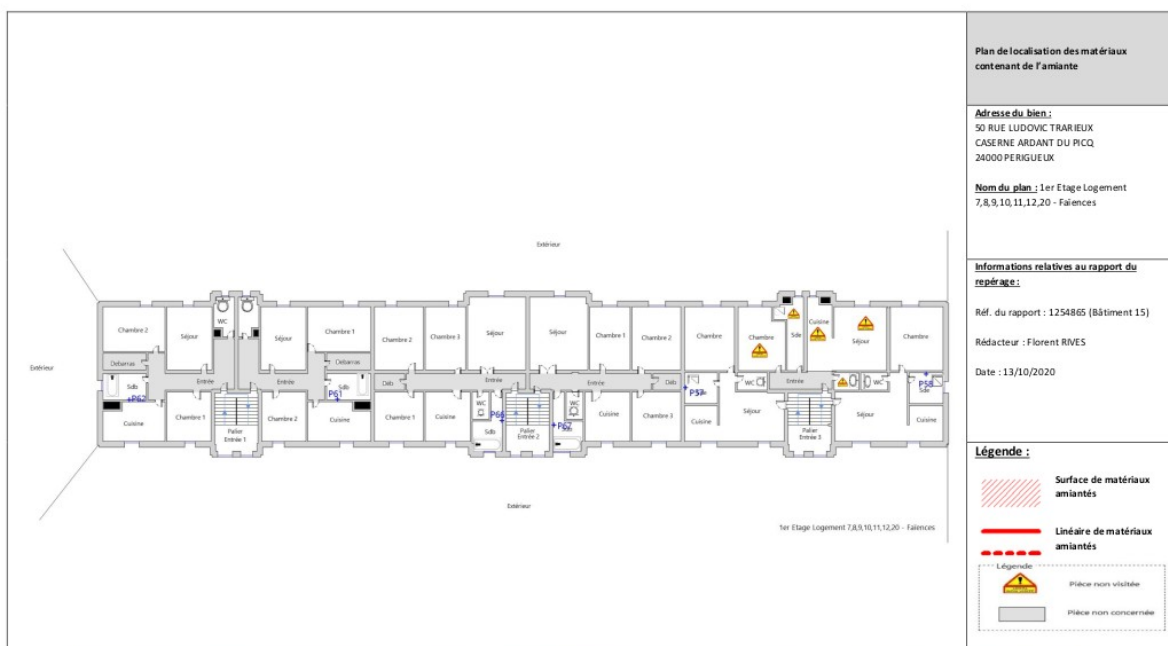 Plan de localisation des matériaux
contenant de l'amiante
Adresse du bien :
50 RUE LUDOVIC TRARIEUX
CASERNE ARDANT DU PICQ
24000 PERIGUEUX
Nom du plan : 1er Etage Logement
7,8,9,10,11,12,20 - Faïences
Informations relatives au rapport du
repérage :
Réf. du rapport : 1254865 (Bâtiment 15)
Rédacteur : Florent RIVES
Date : 13/10/2020
Légende :
Surface de matériaux
amiantés
Linéaire de matériaux
amiantés
Légende
Pièce non visitée
Pièce non concernée
Extérieur
Extérieur
Extérieur
Chambre 2
Séjour
WC
Séjour
Chambre 1
Chambre 2
Chambre 3
Séjour
Séjour
Chambre 1
Chambre 2
Chambre
Chambre
Sde
Cuisine
Séjour
Chambre
Debarras
Debarras
Entrée
Entrée
Deb
Entrée
Entrée
Deb
WC
Entrée
WC
Sdb
P62
Sdb
P61
P66
WC
WC
P67
P57
P58
Sde
Cuisine
Chambre 1
Palier
Entrée 1
Chambre 2
Cuisine
Chambre 1
Cuisine
Sdb
Palier
Entrée 2
Cuisine
Chambre 3
Cuisine
Séjour
Palier
Entrée 3
Séjour
Cuisine
1er Etage Logement 7,8,9,10,11,12,20 - Faïences